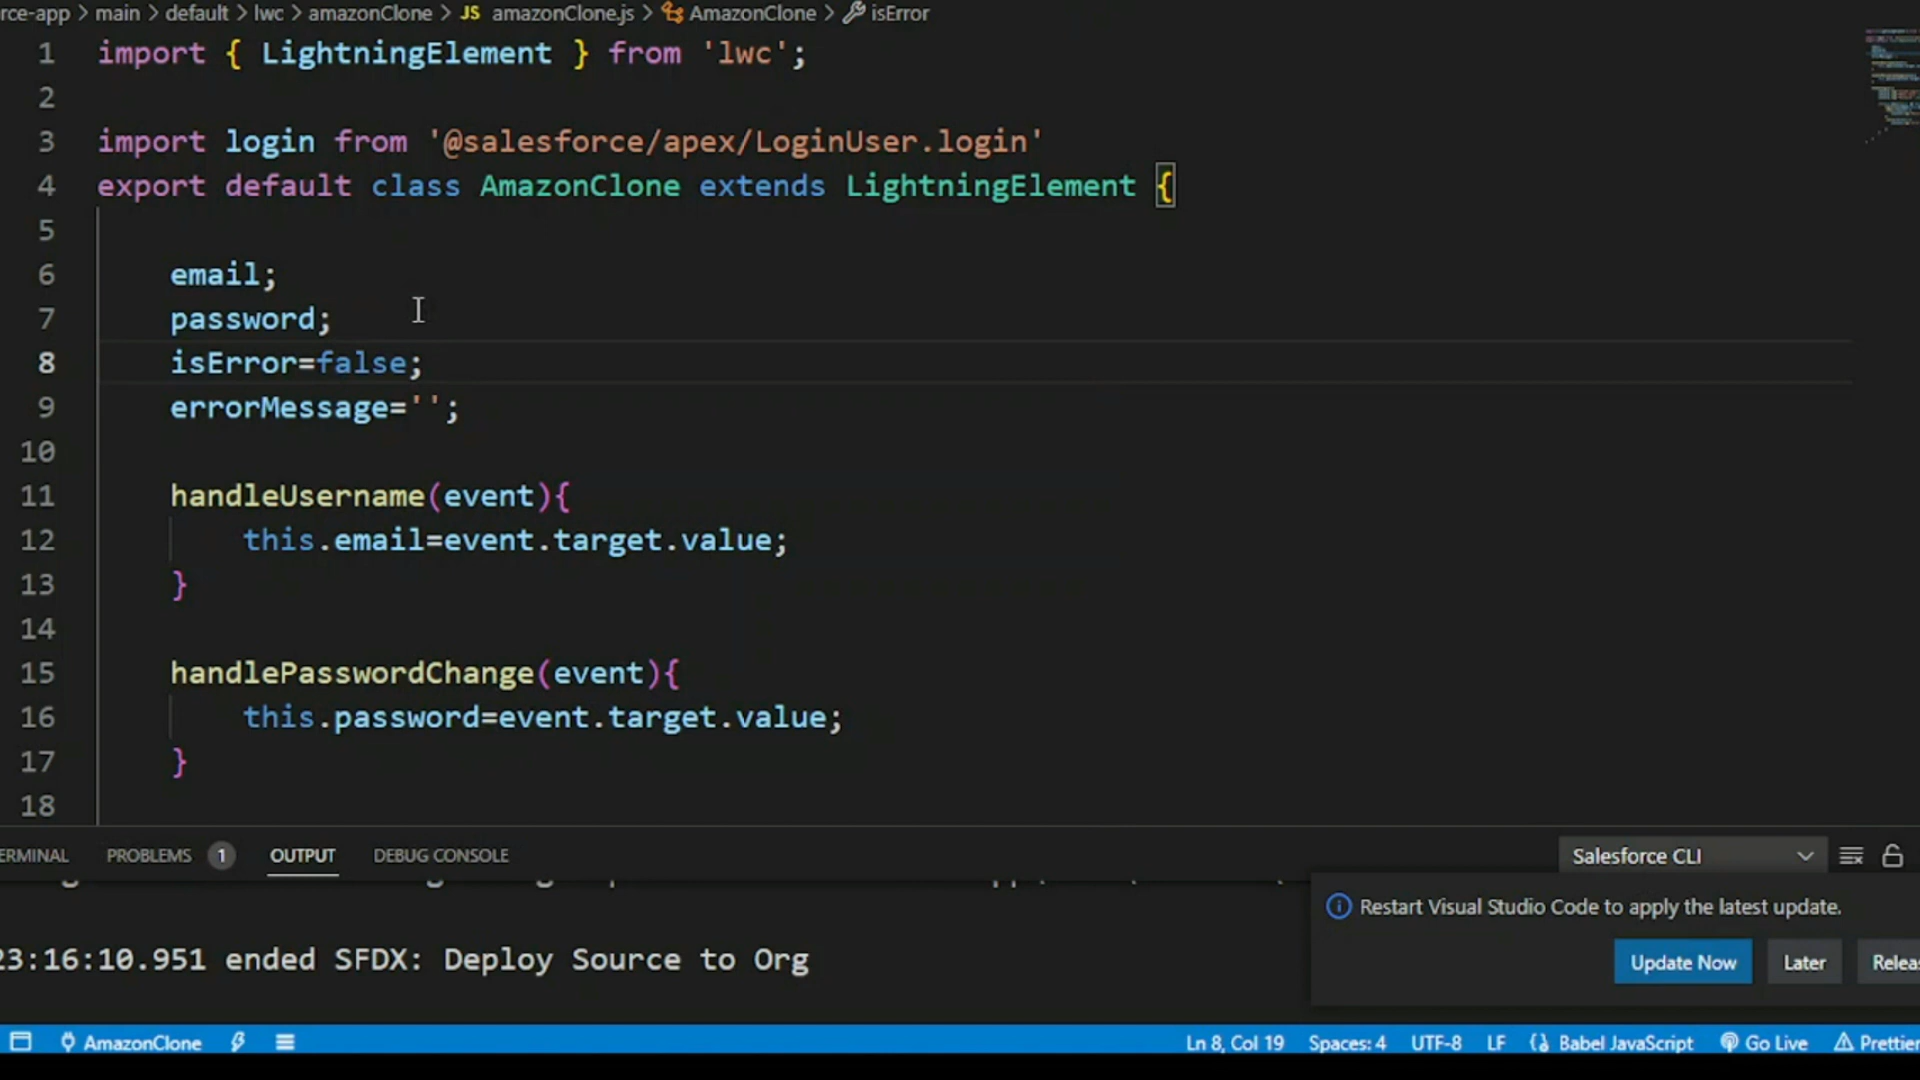 rce-app > main > default > lwc > amazonClone > JS amazonClone.js > AmazonClone > isError
1 import { LightningElement } from 'lwc';
2
3 import login from '@salesforce/apex/LoginUser.login'
4 export default class AmazonClone extends LightningElement {
5
6 email;
7 password;
8 isError=false;
9 errorMessage='';
10
11 handleUsername(event){
12 this.email=event.target.value;
13 }
14
15 handlePasswordChange(event){
16 this.password=event.target.value;
17 }
18
ERMINAL PROBLEMS 1 OUTPUT DEBUG CONSOLE Salesforce CLI
Restart Visual Studio Code to apply the latest update.
23:16:10.951 ended SFDX: Deploy Source to Org
Update Now Later Releas
AmazonClone Ln 8, Col 19 Spaces: 4 UTF-8 LF Babel JavaScript Go Live Prettier